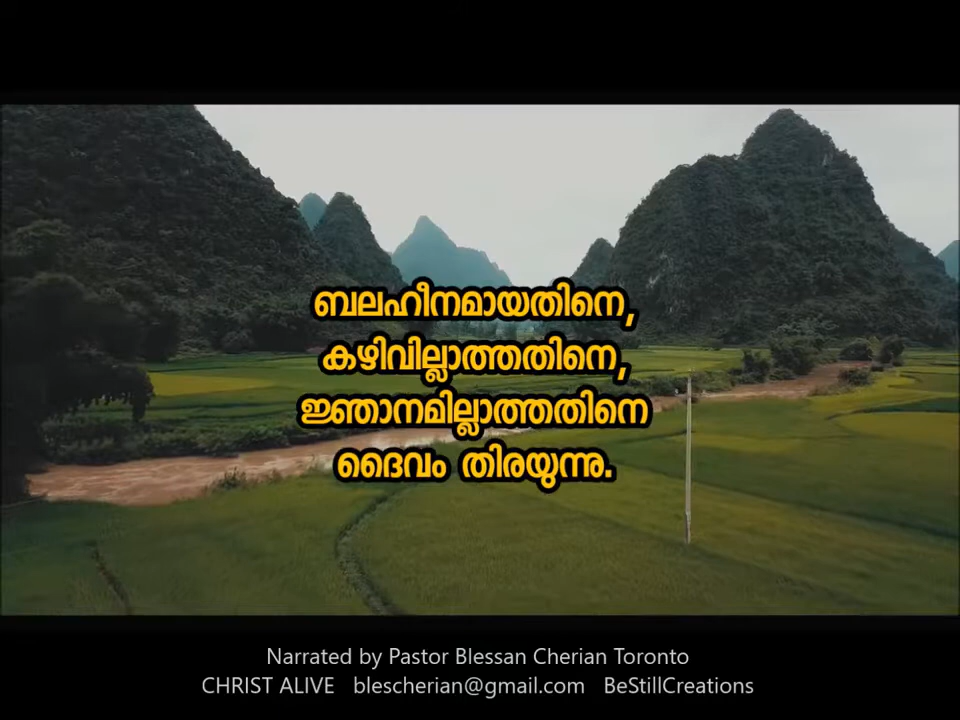 ബലഹീനമായതിനെ,
കഴിവില്ലാത്തതിനെ,
ജ്ഞാനമില്ലാത്തതിനെ
ദൈവം തിരയുന്നു.
Narrated by Pastor Blessan Cherian Toronto
CHRIST ALIVE blescherian@gmail.com BeStillCreations